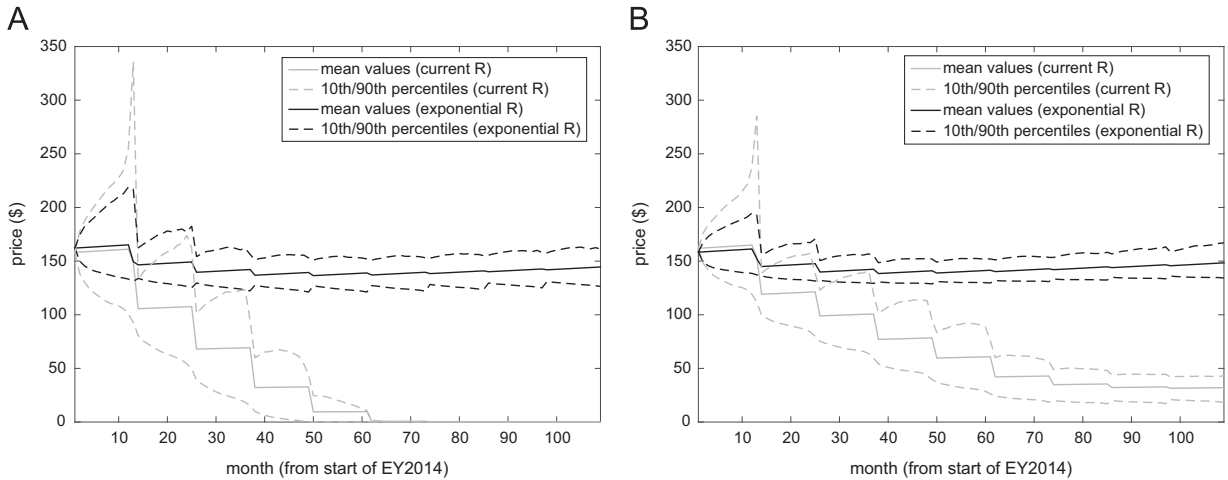 A
350
300
250
200
150
100
50
0
price ($)
10 20 30 40 50 60 70 80 90 100
month (from start of EY2014)
mean values (current R)
10th/90th percentiles (current R)
mean values (exponential R)
10th/90th percentiles (exponential R)
B
350
300
250
200
150
100
50
0
price ($)
10 20 30 40 50 60 70 80 90 100
month (from start of EY2014)
mean values (current R)
10th/90th percentiles (current R)
mean values (exponential R)
10th/90th percentiles (exponential R)